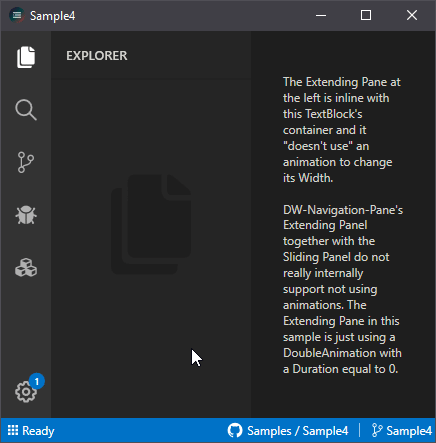 Sample4
EXPLORER
The Extending Pane at
the left is inline with
this TextBlock's
container and it
"doesn't use" an
animation to change
its Width.
DW-Navigation-Pane's
Extending Panel
together with the
Sliding Panel do not
really internally
support not using
animations. The
Extending Pane in this
sample is just using a
DoubleAnimation with
a Duration equal to 0.
1
Ready
Samples / Sample4
Sample4